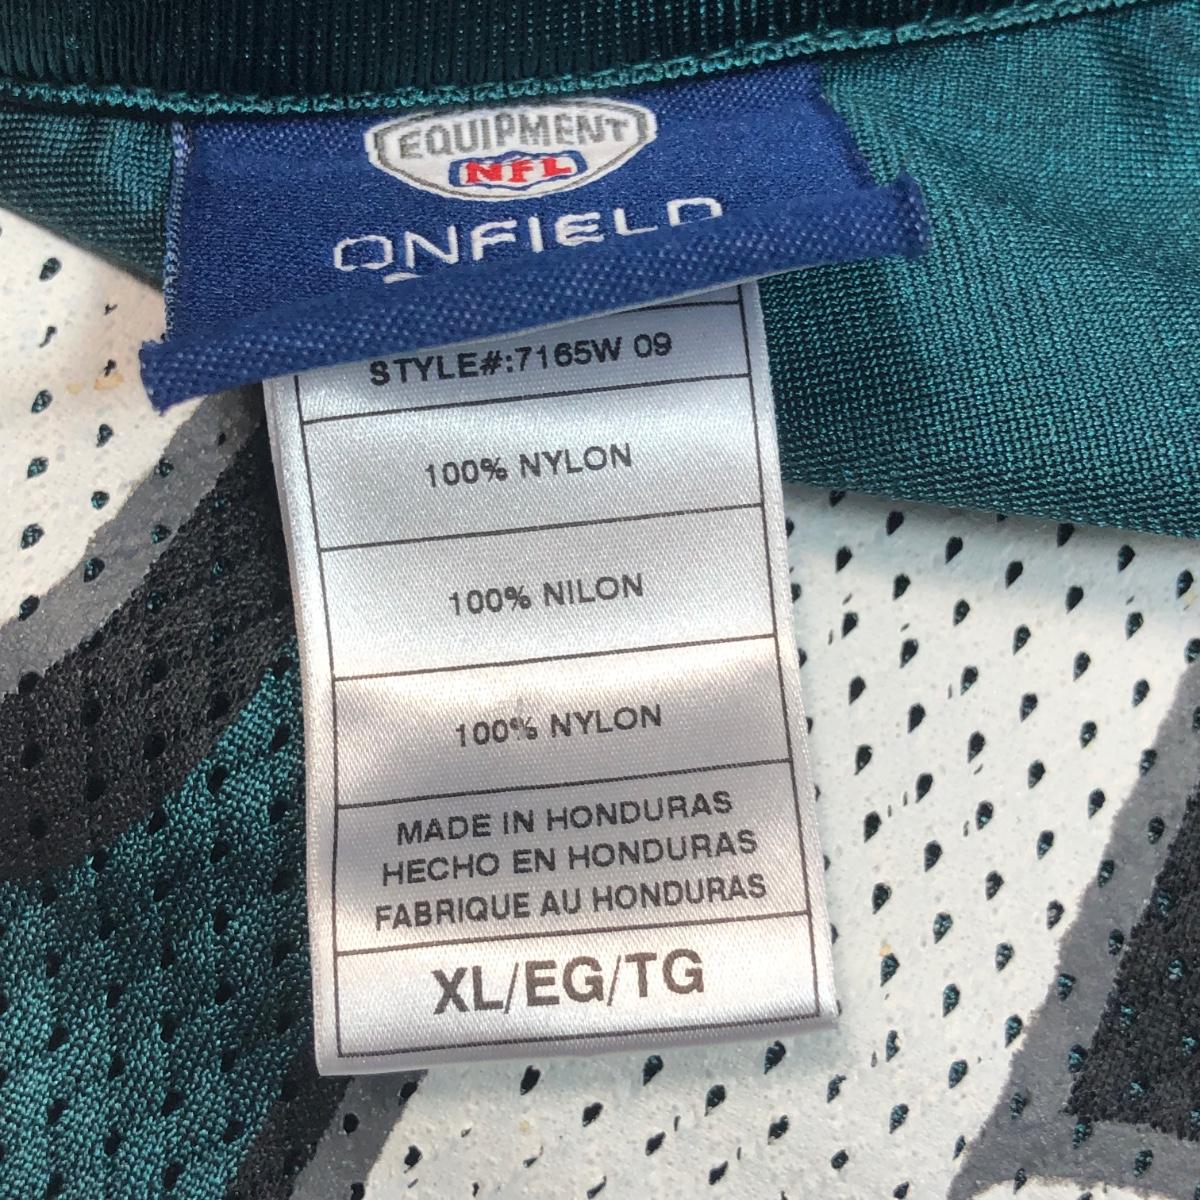 EQUIPMENT
NFL
ONFIELD
STYLE#:7165W 09
100% NYLON
100% NILON
100% NYLON
MADE IN HONDURAS
HECHO EN HONDURAS
FABRIQUE AU HONDURAS
XL/EG/TG